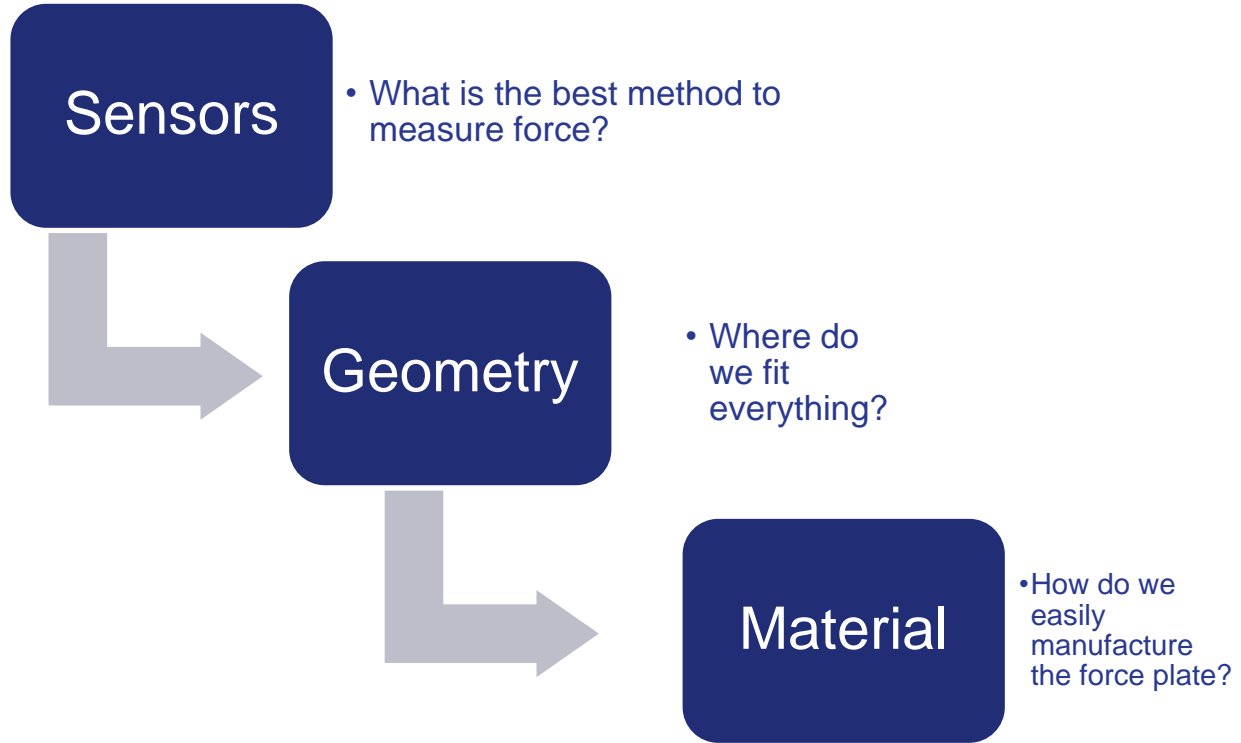 Sensors
• What is the best method to
measure force?
Geometry
• Where do
we fit
everything?
Material
•How do we
easily
manufacture
the force plate?